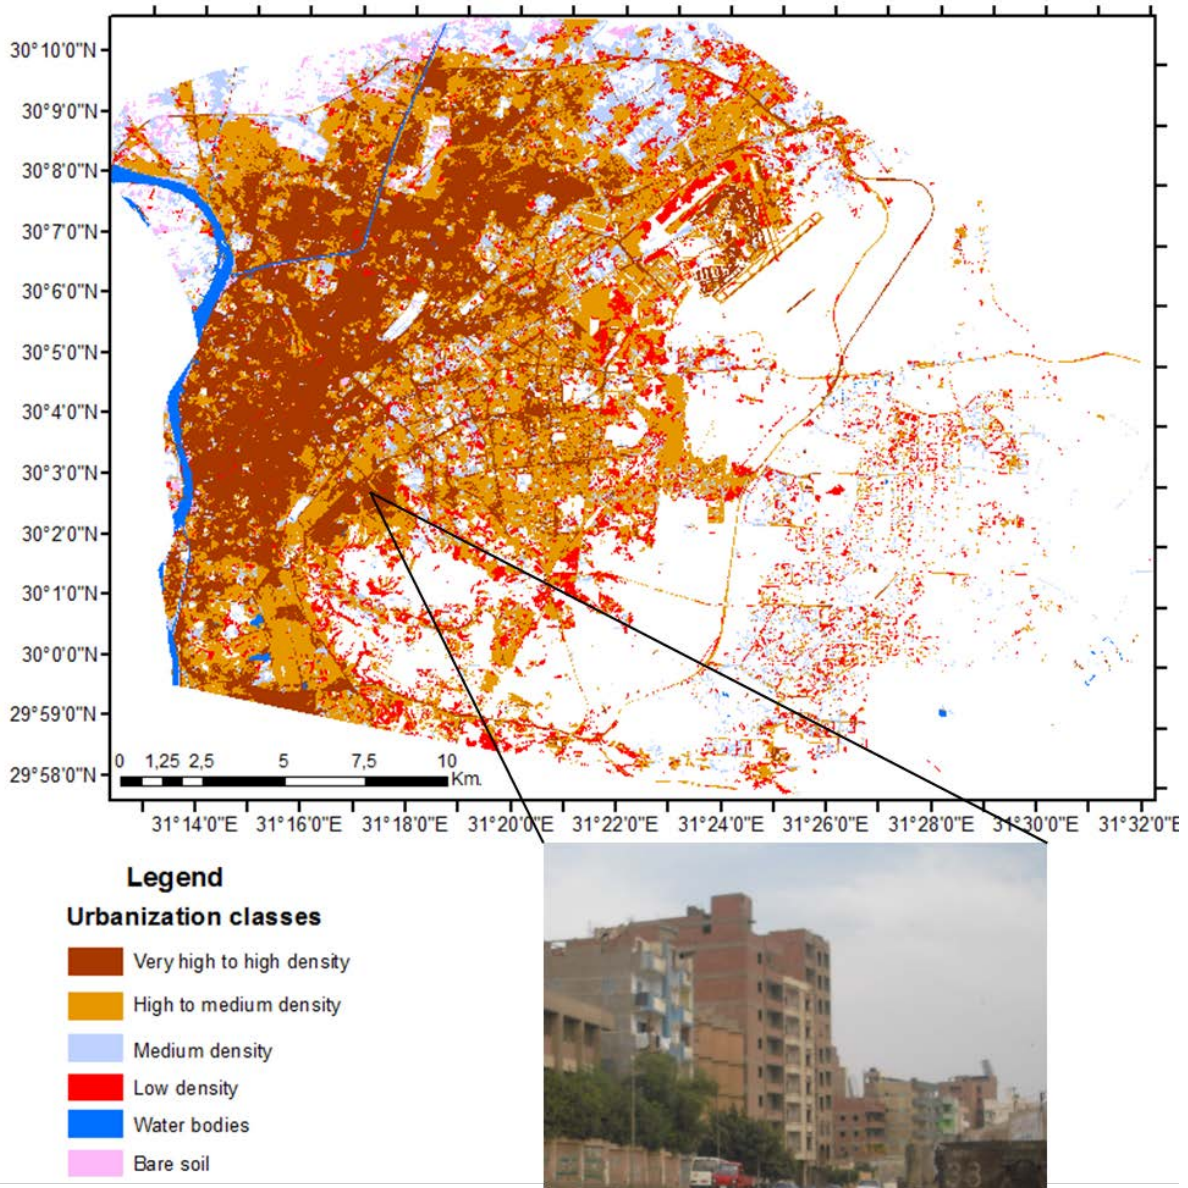 30°10'0"N
30°9'0"N
30°8'0"N
30°7'0"N
30°6'0"N
30°5'0"N
30°4'0"N
30°3'0"N
30°2'0"N
30°1'0"N
30°0'0"N
29°59'0"N
29°58'0"N
0 1,25 2,5 5 7,5 10
Km.
31°14'0"E 31°16'0"E 31°18'0"E 31°20'0"E 31°22'0"E 31°24'0"E 31°26'0"E 31°28'0"E 31°30'0"E 31°32'0"E
Legend
Urbanization classes
Very high to high density
High to medium density
Medium density
Low density
Water bodies
Bare soil
33